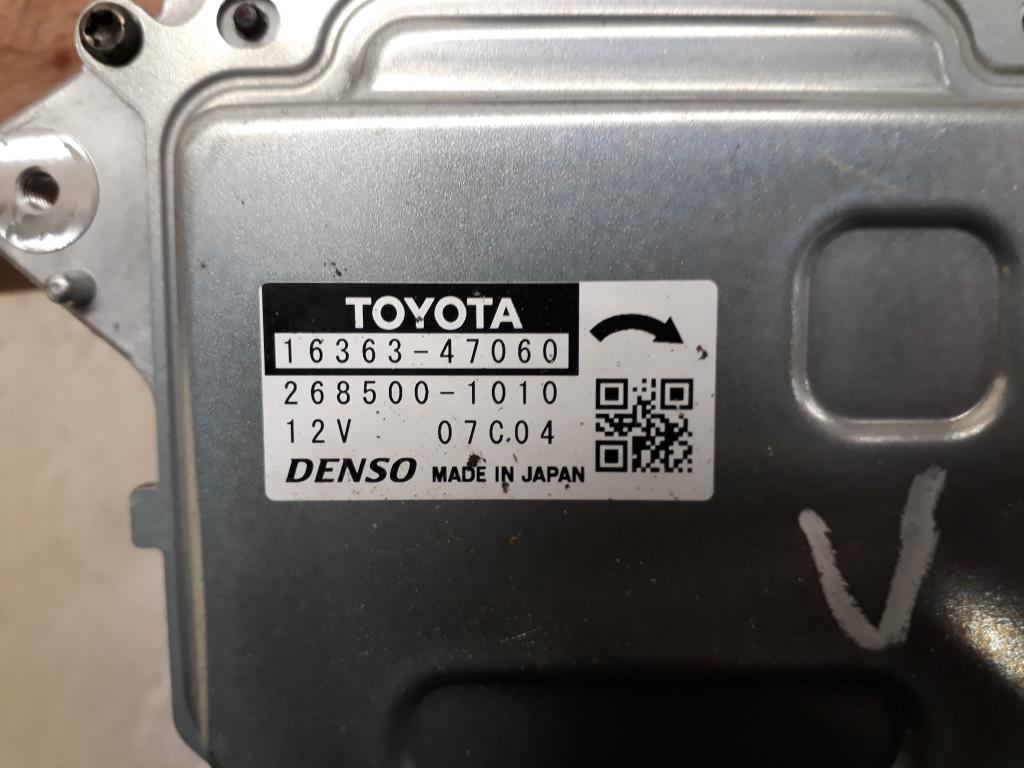 TOYOTA
16363-47060
268500-1010
12V 07C04
DENSO MADE IN JAPAN
V